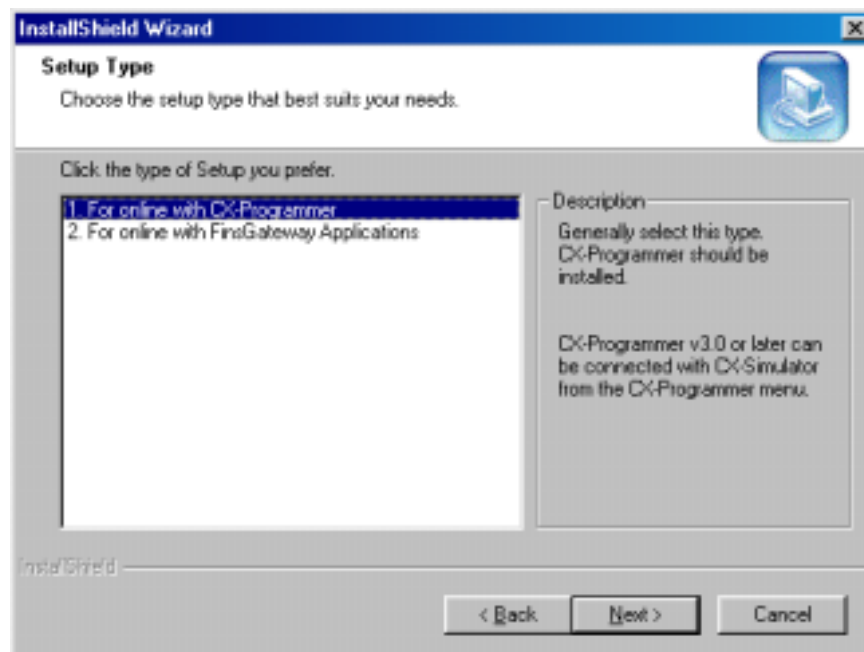 InstallShield Wizard
Setup Type
Choose the setup type that best suits your needs.
Click the type of Setup you prefer.
1. For online with CX-Programmer
2. For online with FinsGateway Applications
Description
Generally select this type.
CX-Programmer should be
installed.
CX-Programmer v3.0 or later can
be connected with CX-Simulator
from the CX-Programmer menu.
InstallShield
< Back
Next >
Cancel